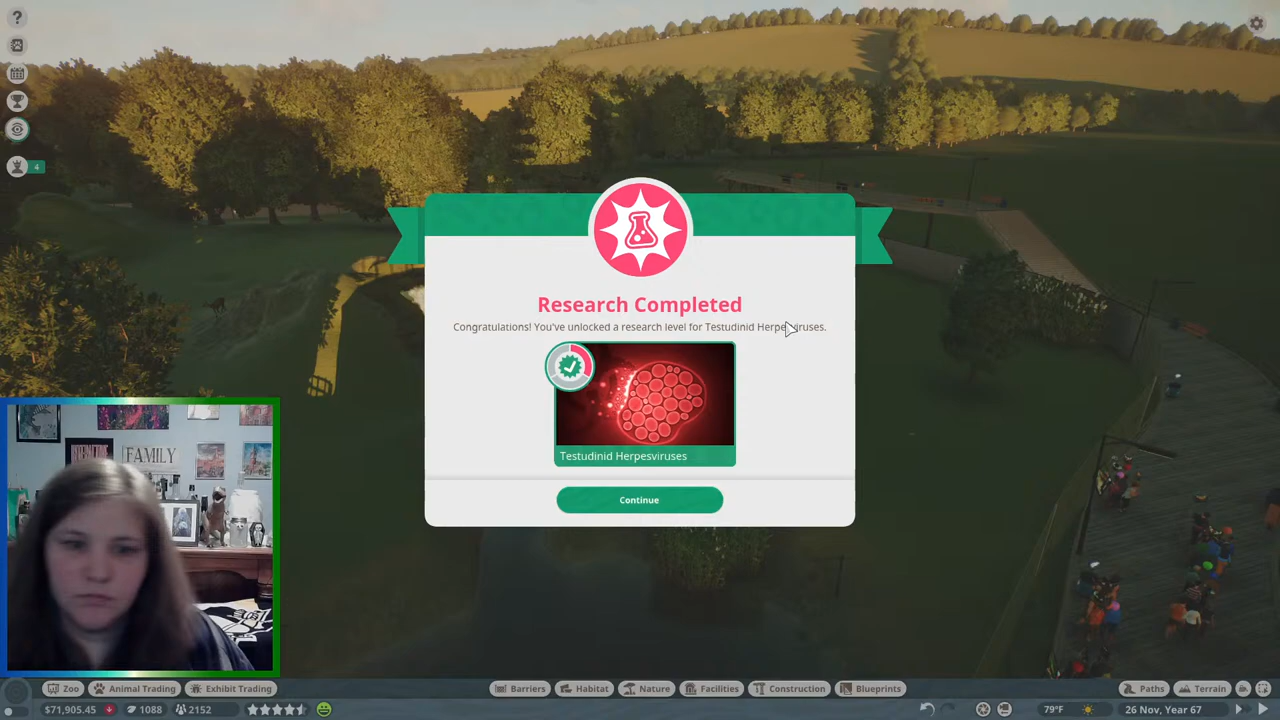 ?
4
Research Completed
Congratulations! You've unlocked a research level for Testudinid Herpesviruses.
Testudinid Herpesviruses
Continue
FAMILY
Zoo
Animal Trading
Exhibit Trading
Barriers
Habitat
Nature
Facilities
Construction
Blueprints
Paths
Terrain
$71,905.45
1088
2152
79°F
26 Nov, Year 67